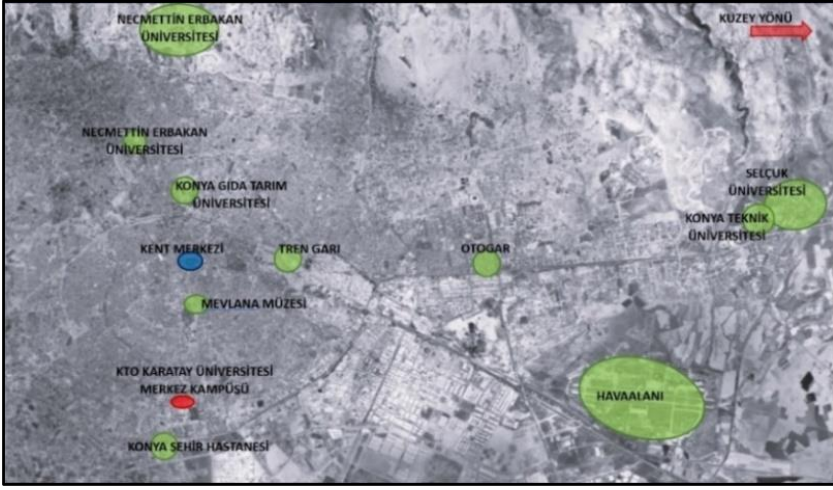 NECMETTİN ERBAKAN
ÜNİVERSİTESİ
KUZEY YÖNÜ
NECMETTİN ERBAKAN
ÜNİVERSİTESİ
KONYA GIDA TARIM
ÜNİVERSİTESİ
SELÇUK
ÜNİVERSİTESİ
KONYA TEKNİK
ÜNİVERSİTESİ
KENT MERKEZİ
TREN GARI
OTOGAR
MEVLANA MÜZESİ
KTO KARATAY ÜNİVERSİTESİ
MERKEZ KAMPÜSÜ
HAVAALANI
KONYA ŞEHİR HASTANESİ